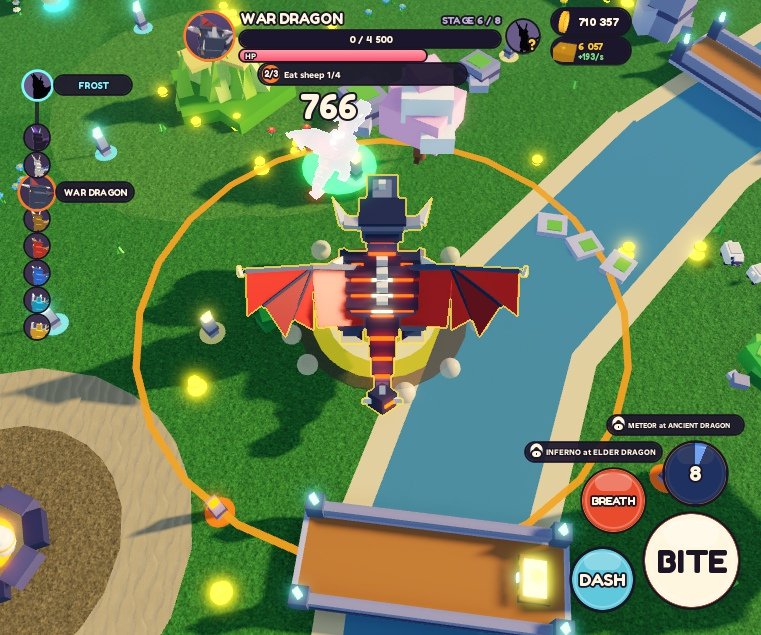 WAR DRAGON
STAGE 6 / 8
0 / 4 500
HP
2/3 Eat sheep 1/4
?
710 357
6 057
+193/s
FROST
766
WAR DRAGON
METEOR at ANCIENT DRAGON
INFERNO at ELDER DRAGON
8
BREATH
BITE
DASH